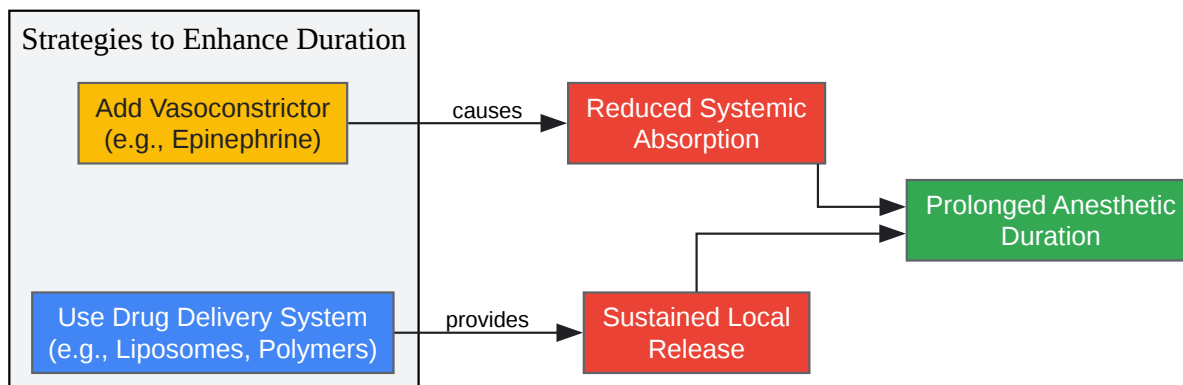 Strategies to Enhance Duration
Add Vasoconstrictor
(e.g., Epinephrine)
causes
Reduced Systemic
Absorption
Prolonged Anesthetic
Duration
Use Drug Delivery System
(e.g., Liposomes, Polymers)
provides
Sustained Local
Release